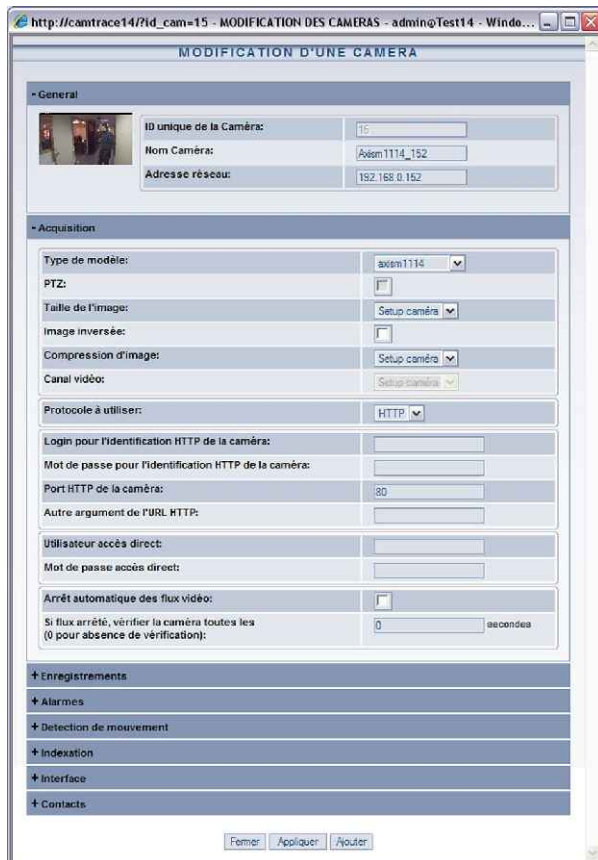 http://camtrace14/?id_cam=15 - MODIFICATION DES CAMERAS - admin@Test14 - Windo...
MODIFICATION D'UNE CAMERA
- General
ID unique de la Caméra: 15
Nom Caméra: Axism1114_152
Adresse réseau: 192.168.0.152
- Acquisition
Type de modèle: axism1114
PTZ:
Taille de l'image: Setup caméra
Image inversée:
Compression d'image: Setup caméra
Canal vidéo: Setup caméra
Protocole à utiliser: HTTP
Login pour l'identification HTTP de la caméra:
Mot de passe pour l'identification HTTP de la caméra:
Port HTTP de la caméra: 80
Autre argument de l'URL HTTP:
Utilisateur accès direct:
Mot de passe accès direct:
Arrêt automatique des flux vidéo:
Si flux arrêté, vérifier la caméra toutes les
(0 pour absence de vérification): 0 secondes
+ Enregistrements
+ Alarmes
+ Detection de mouvement
+ Indexation
+ Interface
+ Contacts
Fermer Appliquer Ajouter